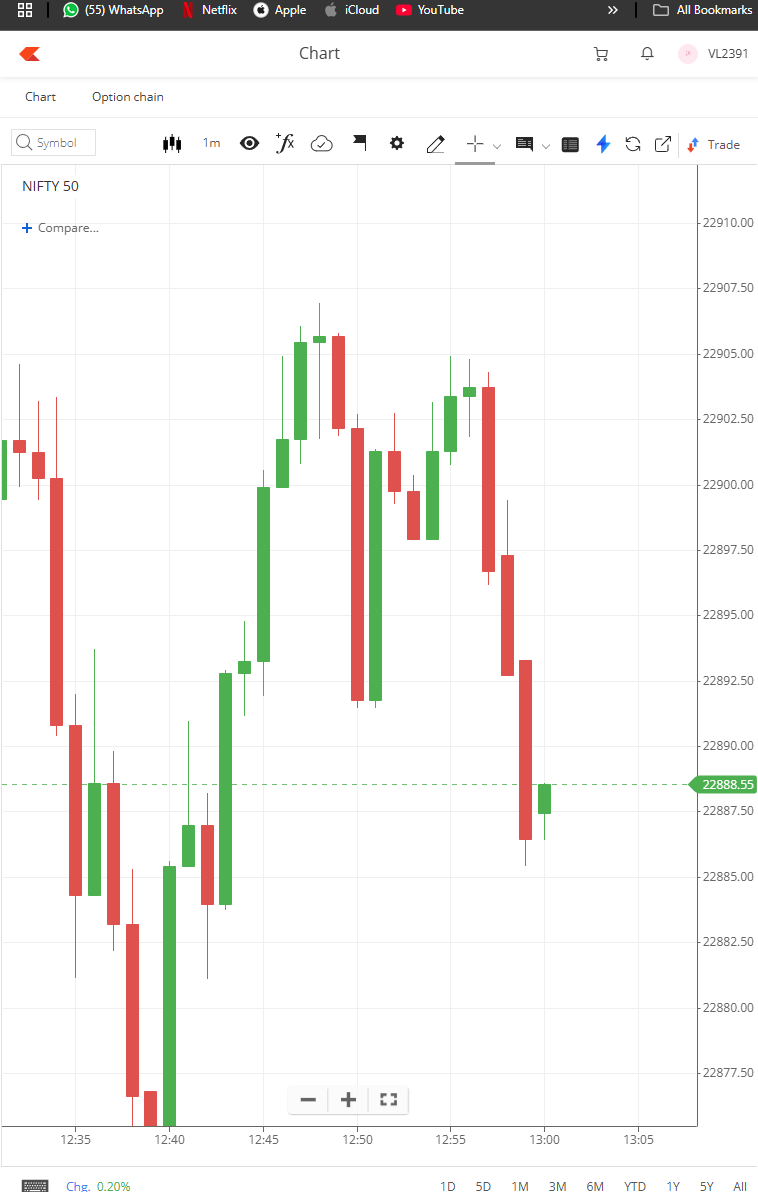 (55) WhatsApp Netflix Apple iCloud YouTube » All Bookmarks
Chart VL2391
Chart Option chain
Symbol 1m +fx Trade
NIFTY 50
+ Compare...
22910.00
22907.50
22905.00
22902.50
22900.00
22897.50
22895.00
22892.50
22890.00
22888.55
22887.50
22885.00
22882.50
22880.00
22877.50
12:35 12:40 12:45 12:50 12:55 13:00 13:05
Chg. 0.20% 1D 5D 1M 3M 6M YTD 1Y 5Y All